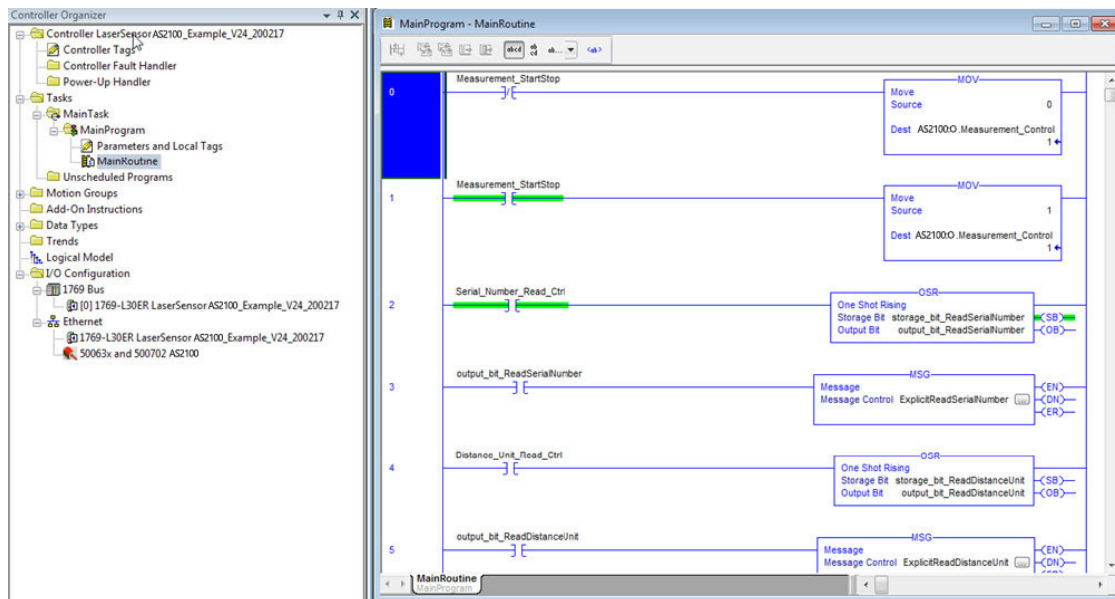 Controller Organizer
Controller LaserSensor AS2100_Example_V24_200217
Controller Tags
Controller Fault Handler
Power-Up Handler
Tasks
MainTask
MainProgram
Parameters and Local Tags
MainRoutine
Unscheduled Programs
Motion Groups
Add-On Instructions
Data Types
Trends
Logical Model
I/O Configuration
1769 Bus
[0] 1769-L30ER LaserSensor AS2100_Example_V24_200217
Ethernet
1769-L30ER LaserSensor AS2100_Example_V24_200217
50063x and 500702 AS2100
MainProgram - MainRoutine
abcd ab cd ab... <ab>
0
Measurement_StartStop
MOV
Move
Source 0
Dest AS2100:O .Measurement_Control
1
1
Measurement_StartStop
MOV
Move
Source 1
Dest AS2100:O .Measurement_Control
1
2
Serial_Number_Read_Ctrl
OSR
One Shot Rising
Storage Bit storage_bit_ReadSerialNumber (SB)
Output Bit output_bit_ReadSerialNumber (OB)
3
output_bit_ReadSerialNumber
MSG
Message (EN)
Message Control ExplicitReadSerialNumber ... (DN)
(ER)
4
Distance_Unit_Read_Ctrl
OSR
One Shot Rising
Storage Bit storage_bit_ReadDistanceUnit (SB)
Output Bit output_bit_ReadDistanceUnit (OB)
5
output_bit_ReadDistanceUnit
MSG
Message (EN)
Message Control ExplicitReadDistanceUnit ... (DN)
MainRoutine
MainProgram